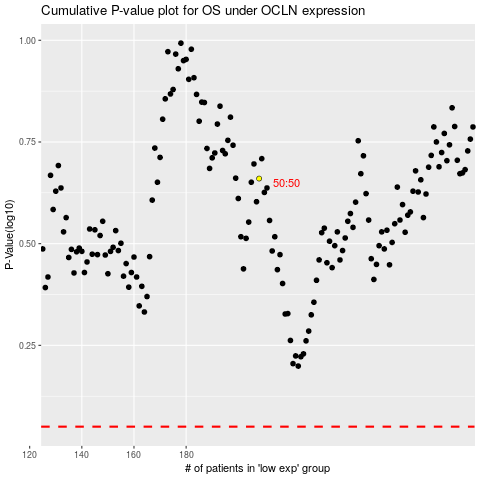 Cumulative P-value plot for OS under OCLN expression
P-Value(log10)
1.00
0.75
0.50
0.25
50:50
120 140 160 180
# of patients in 'low exp' group